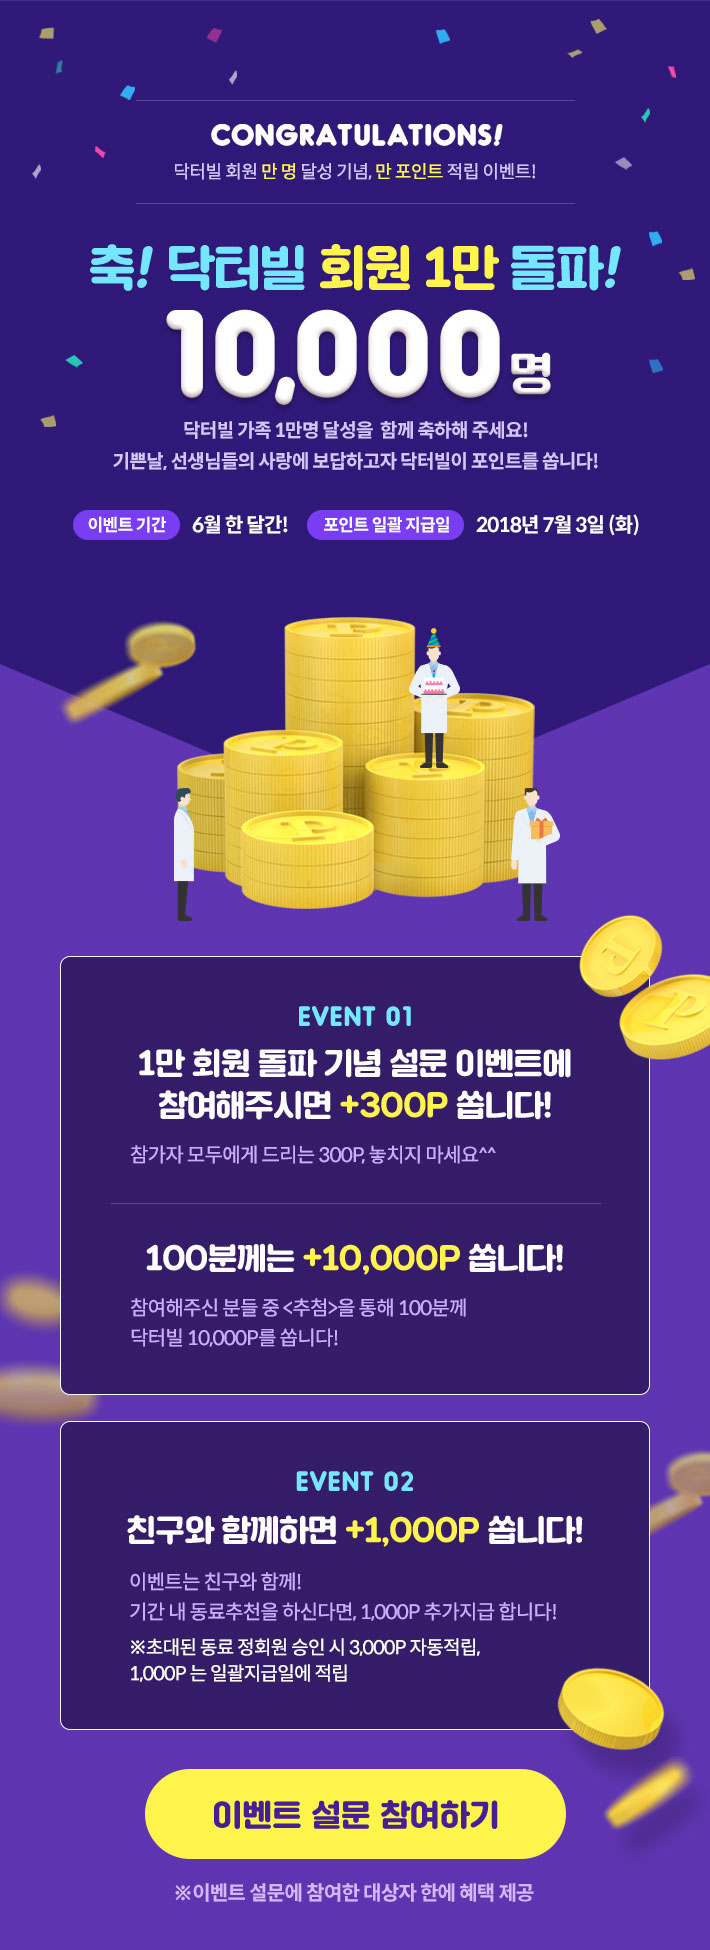 CONGRATULATIONS!
닥터빌 회원 만 명 달성 기념, 만 포인트 적립 이벤트!
축! 닥터빌 회원 1만 돌파!
10,000명
닥터빌 가족 1만명 달성을 함께 축하해 주세요!
기쁜날, 선생님들의 사랑에 보답하고자 닥터빌이 포인트를 쏩니다!
이벤트 기간 6월 한 달간! 포인트 일괄 지급일 2018년 7월 3일 (화)
EVENT 01
1만 회원 돌파 기념 설문 이벤트에
참여해주시면 +300P 쏩니다!
참가자 모두에게 드리는 300P, 놓치지 마세요^^
100분께는 +10,000P 쏩니다!
참여해주신 분들 중 <추첨>을 통해 100분께
닥터빌 10,000P를 쏩니다!
EVENT 02
친구와 함께하면 +1,000P 쏩니다!
이벤트는 친구와 함께!
기간 내 동료추천을 하신다면, 1,000P 추가지급 합니다!
※초대된 동료 정회원 승인 시 3,000P 자동적립,
1,000P 는 일괄지급일에 적립
이벤트 설문 참여하기
※이벤트 설문에 참여한 대상자 한에 혜택 제공